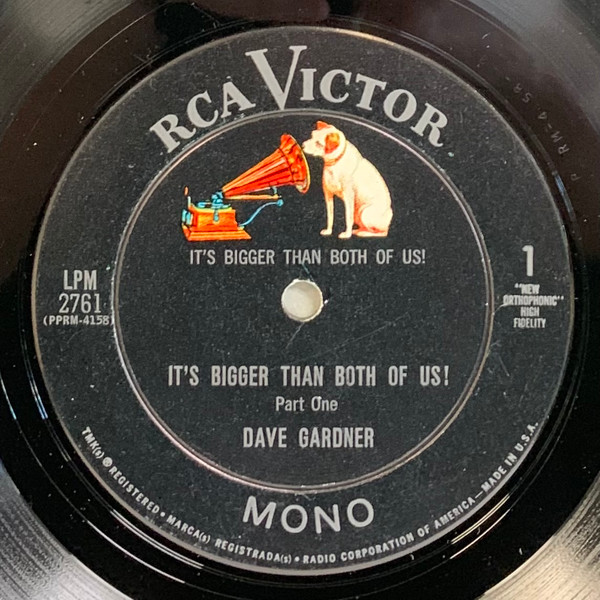 RCA VICTOR
IT'S BIGGER THAN BOTH OF US!
LPM
2761
(PPRM-4158)
1
"NEW
ORTHOPHONIC"
HIGH
FIDELITY
IT'S BIGGER THAN BOTH OF US!
Part One
DAVE GARDNER
MONO
TMK(s) ® REGISTERED • MARCA(s) REGISTRADA(s) • RADIO CORPORATION OF AMERICA—MADE IN U.S.A.